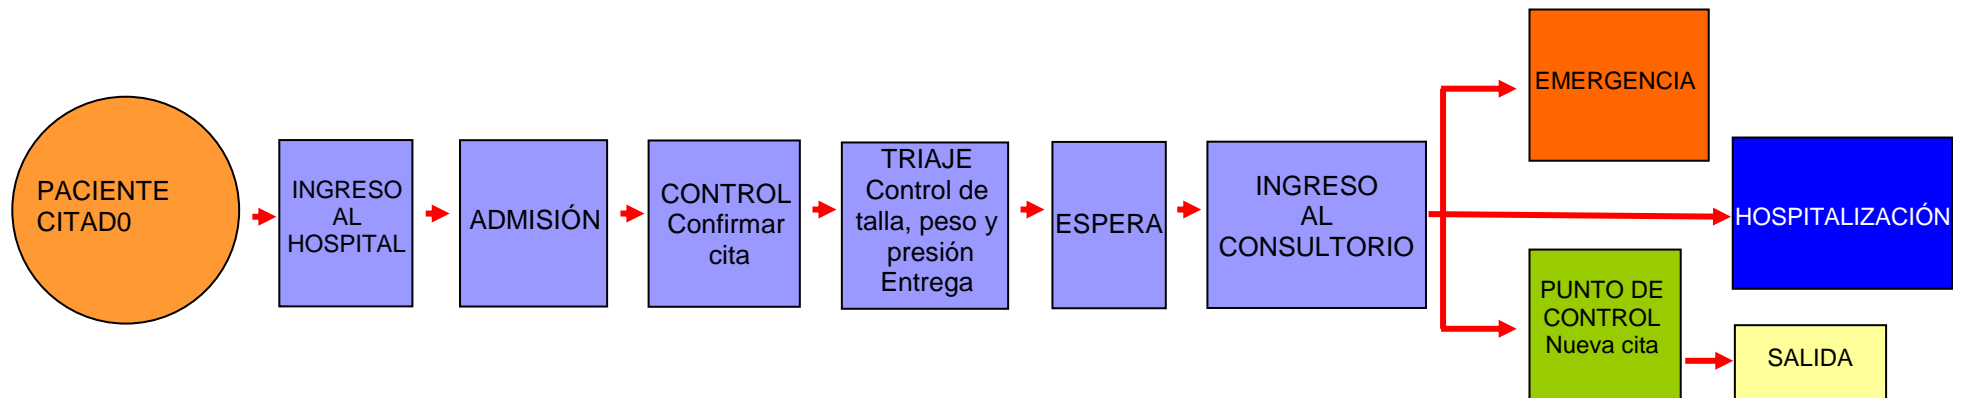 PACIENTE
CITAD0
INGRESO
AL
HOSPITAL
ADMISIÓN
CONTROL
Confirmar
cita
TRIAJE
Control de
talla, peso y
presión
Entrega
ESPERA
INGRESO
AL
CONSULTORIO
EMERGENCIA
HOSPITALIZACIÓN
PUNTO DE
CONTROL
Nueva cita
SALIDA